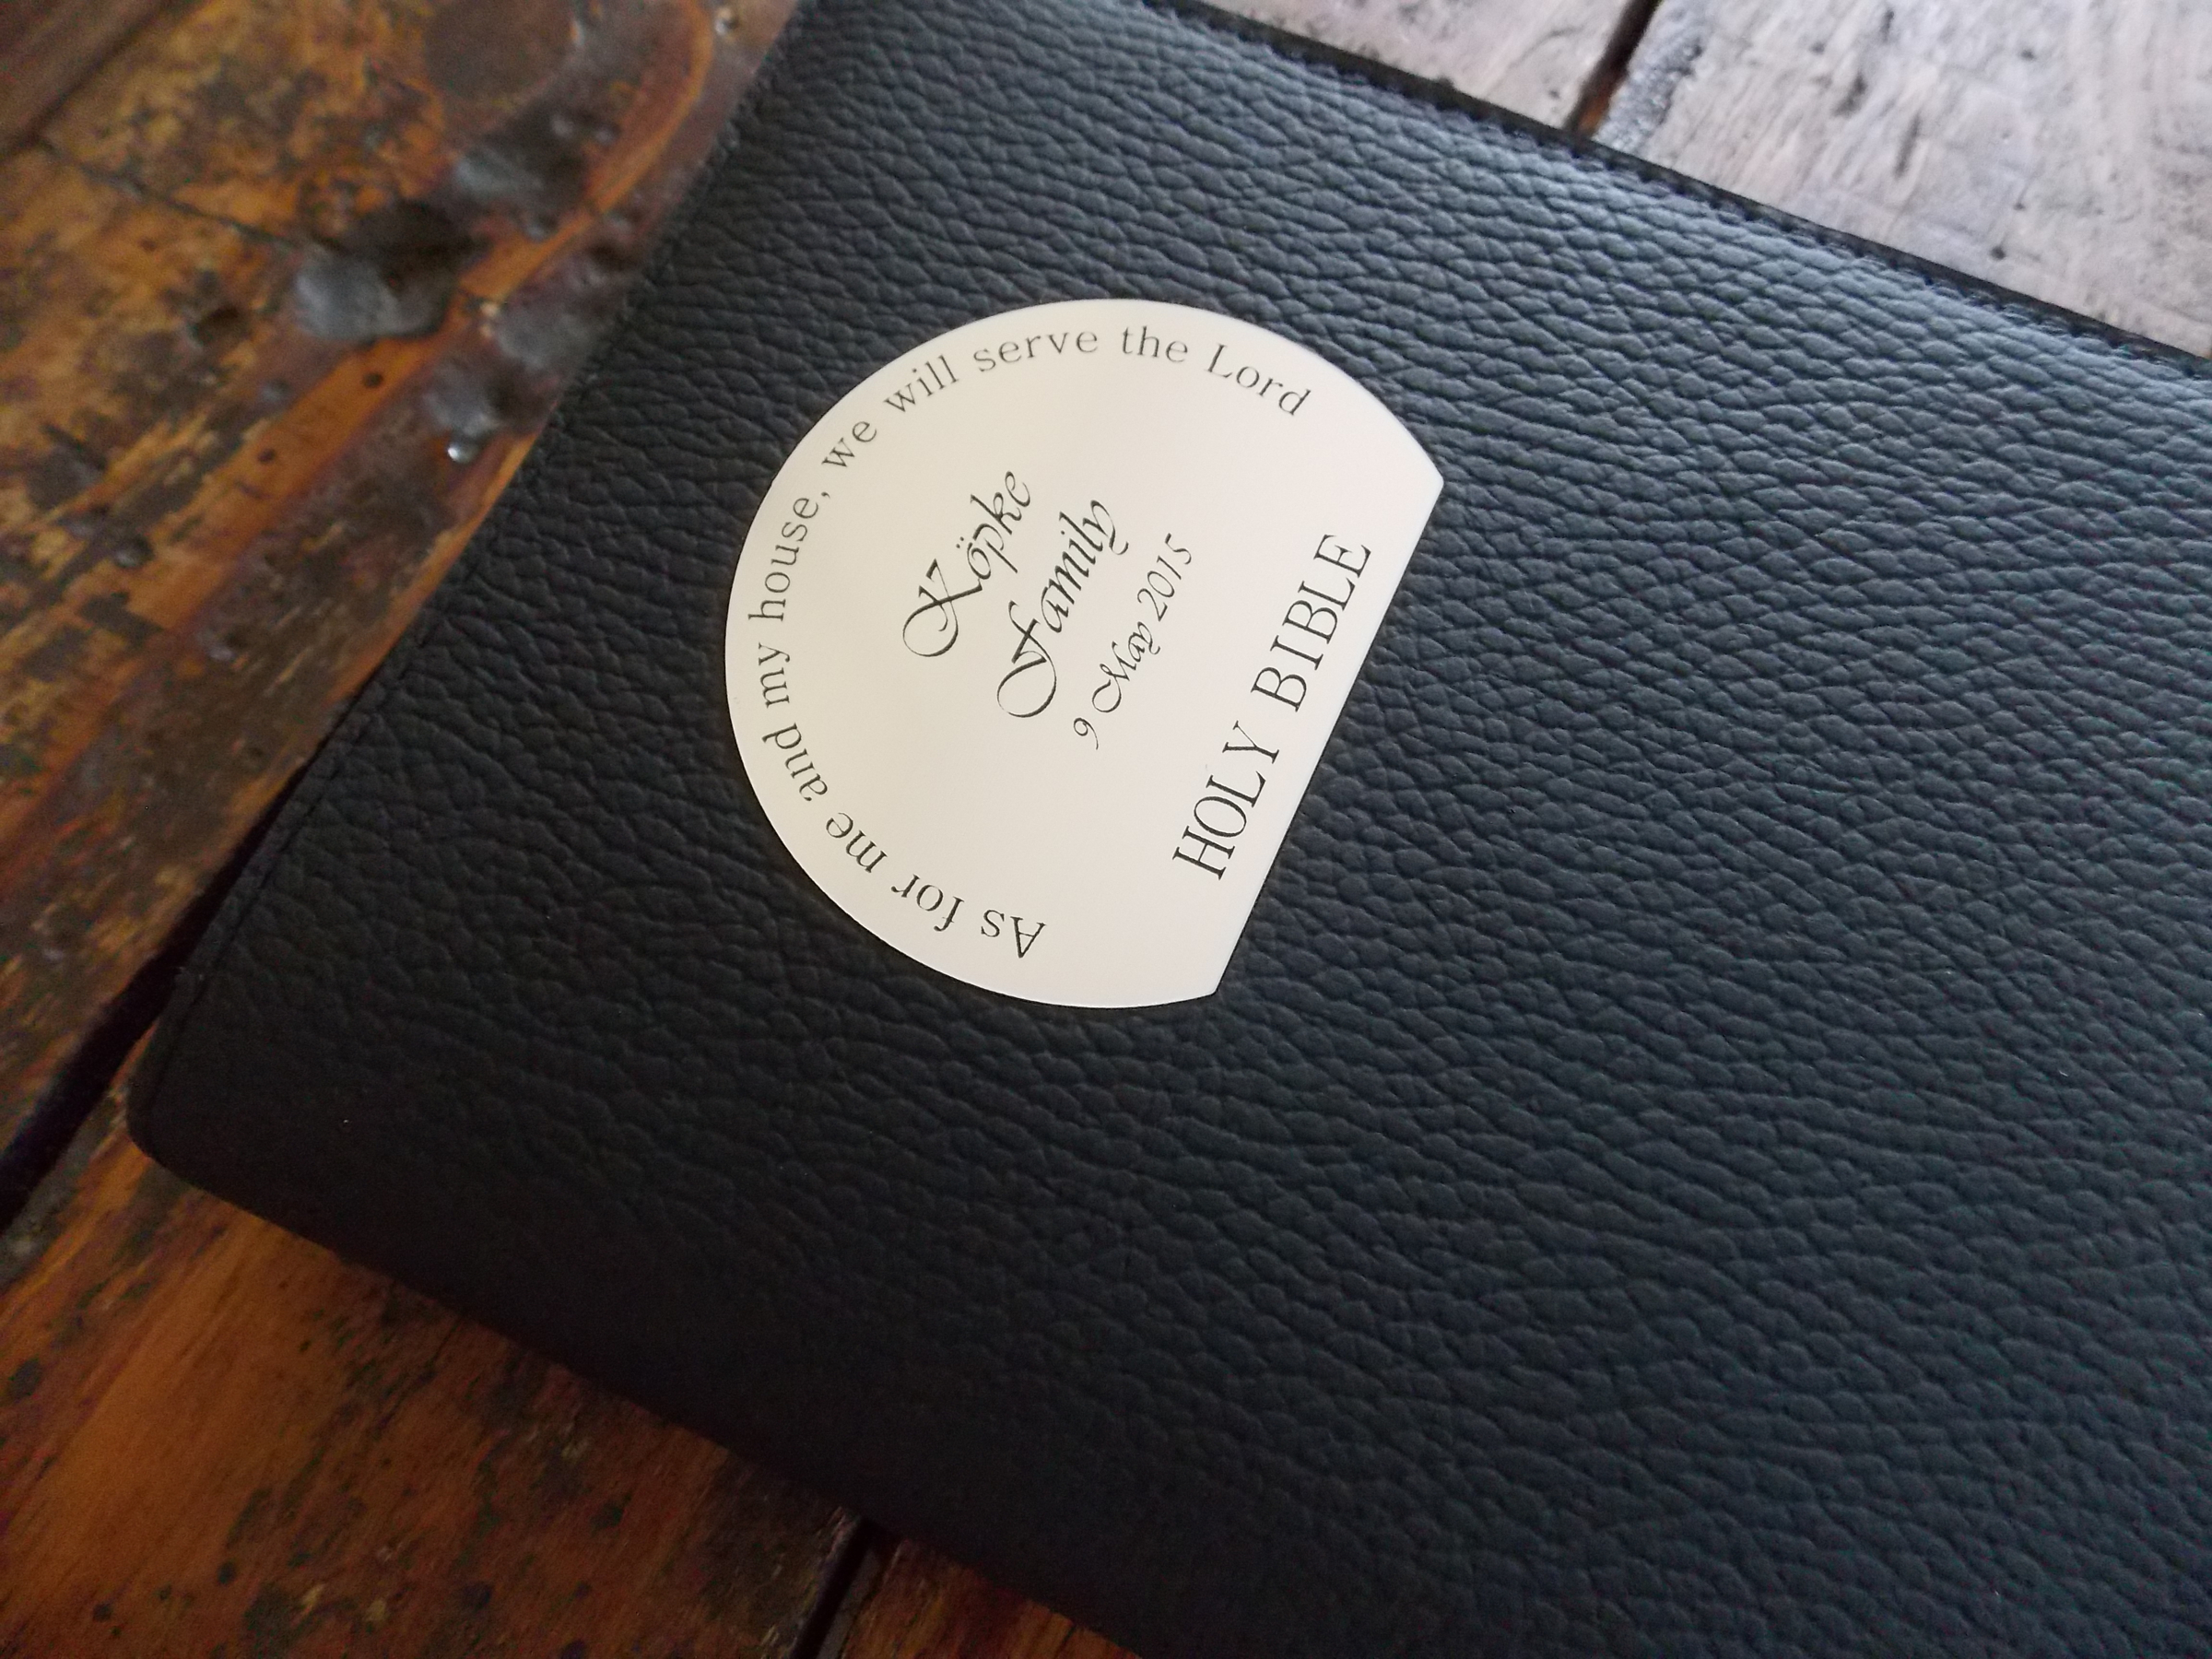 As for me and my house, we will serve the Lord
Köpke
Family
9 May 2015
HOLY BIBLE